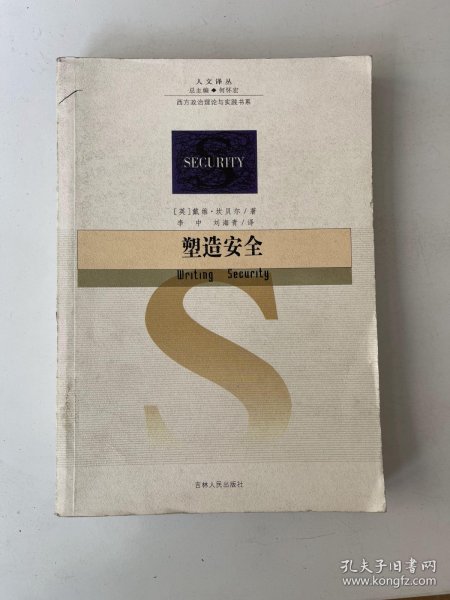 人文译丛
总主编◆何怀宏
西方政治理论与实践书系
S
SECURITY
[英]戴维·坎贝尔/著
李中 刘海青/译
塑造安全
Writing Security
S
吉林人民出版社
孔夫子旧书网
www.kongfz.com